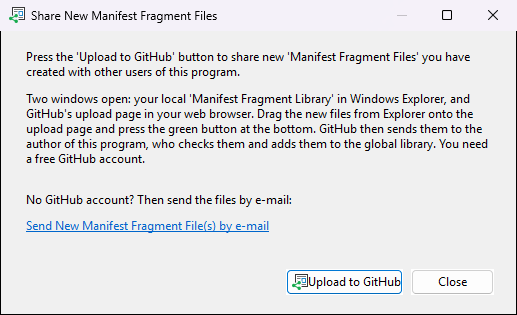 Share New Manifest Fragment Files
Press the 'Upload to GitHub' button to share new 'Manifest Fragment Files' you have
created with other users of this program.
Two windows open: your local 'Manifest Fragment Library' in Windows Explorer, and
GitHub's upload page in your web browser. Drag the new files from Explorer onto the
upload page and press the green button at the bottom. GitHub then sends them to the
author of this program, who checks them and adds them to the global library. You need
a free GitHub account.
No GitHub account? Then send the files by e-mail:
Send New Manifest Fragment File(s) by e-mail
Upload to GitHub
Close